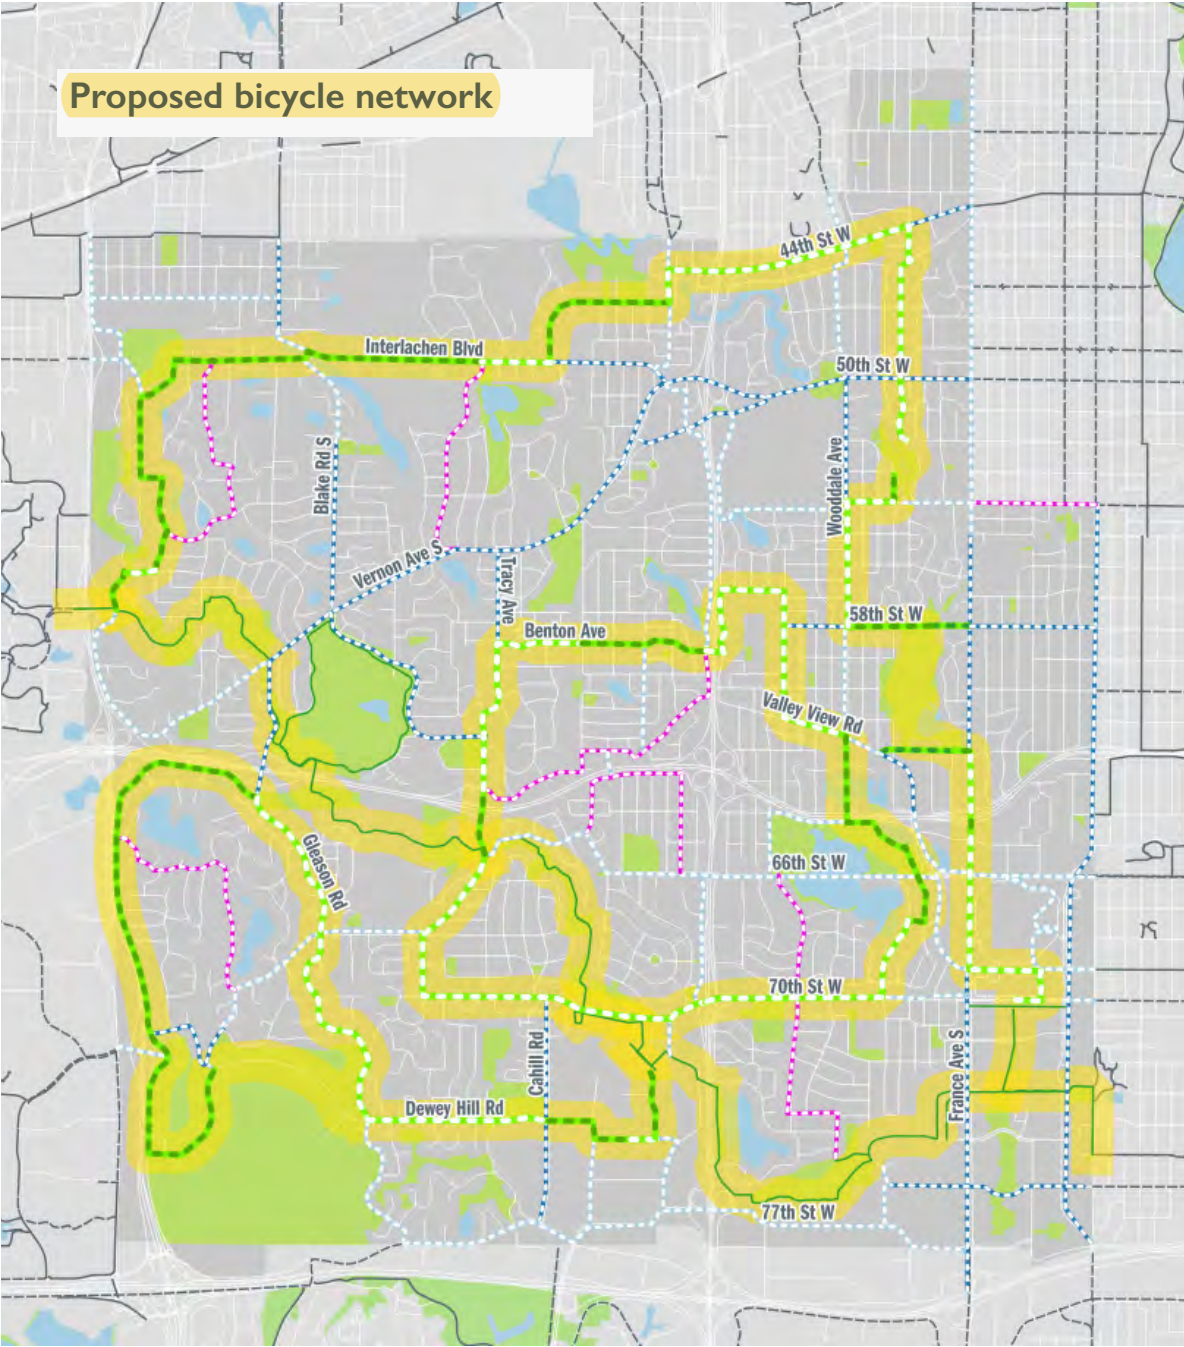 Proposed bicycle network
44th St W
Interlachen Blvd
50th St W
Blake Rd S
Wooddale Ave
Vernon Ave S
Tracy Ave
58th St W
Benton Ave
Valley View Rd
Gleason Rd
66th St W
70th St W
Cahill Rd
France Ave S
Dewey Hill Rd
77th St W